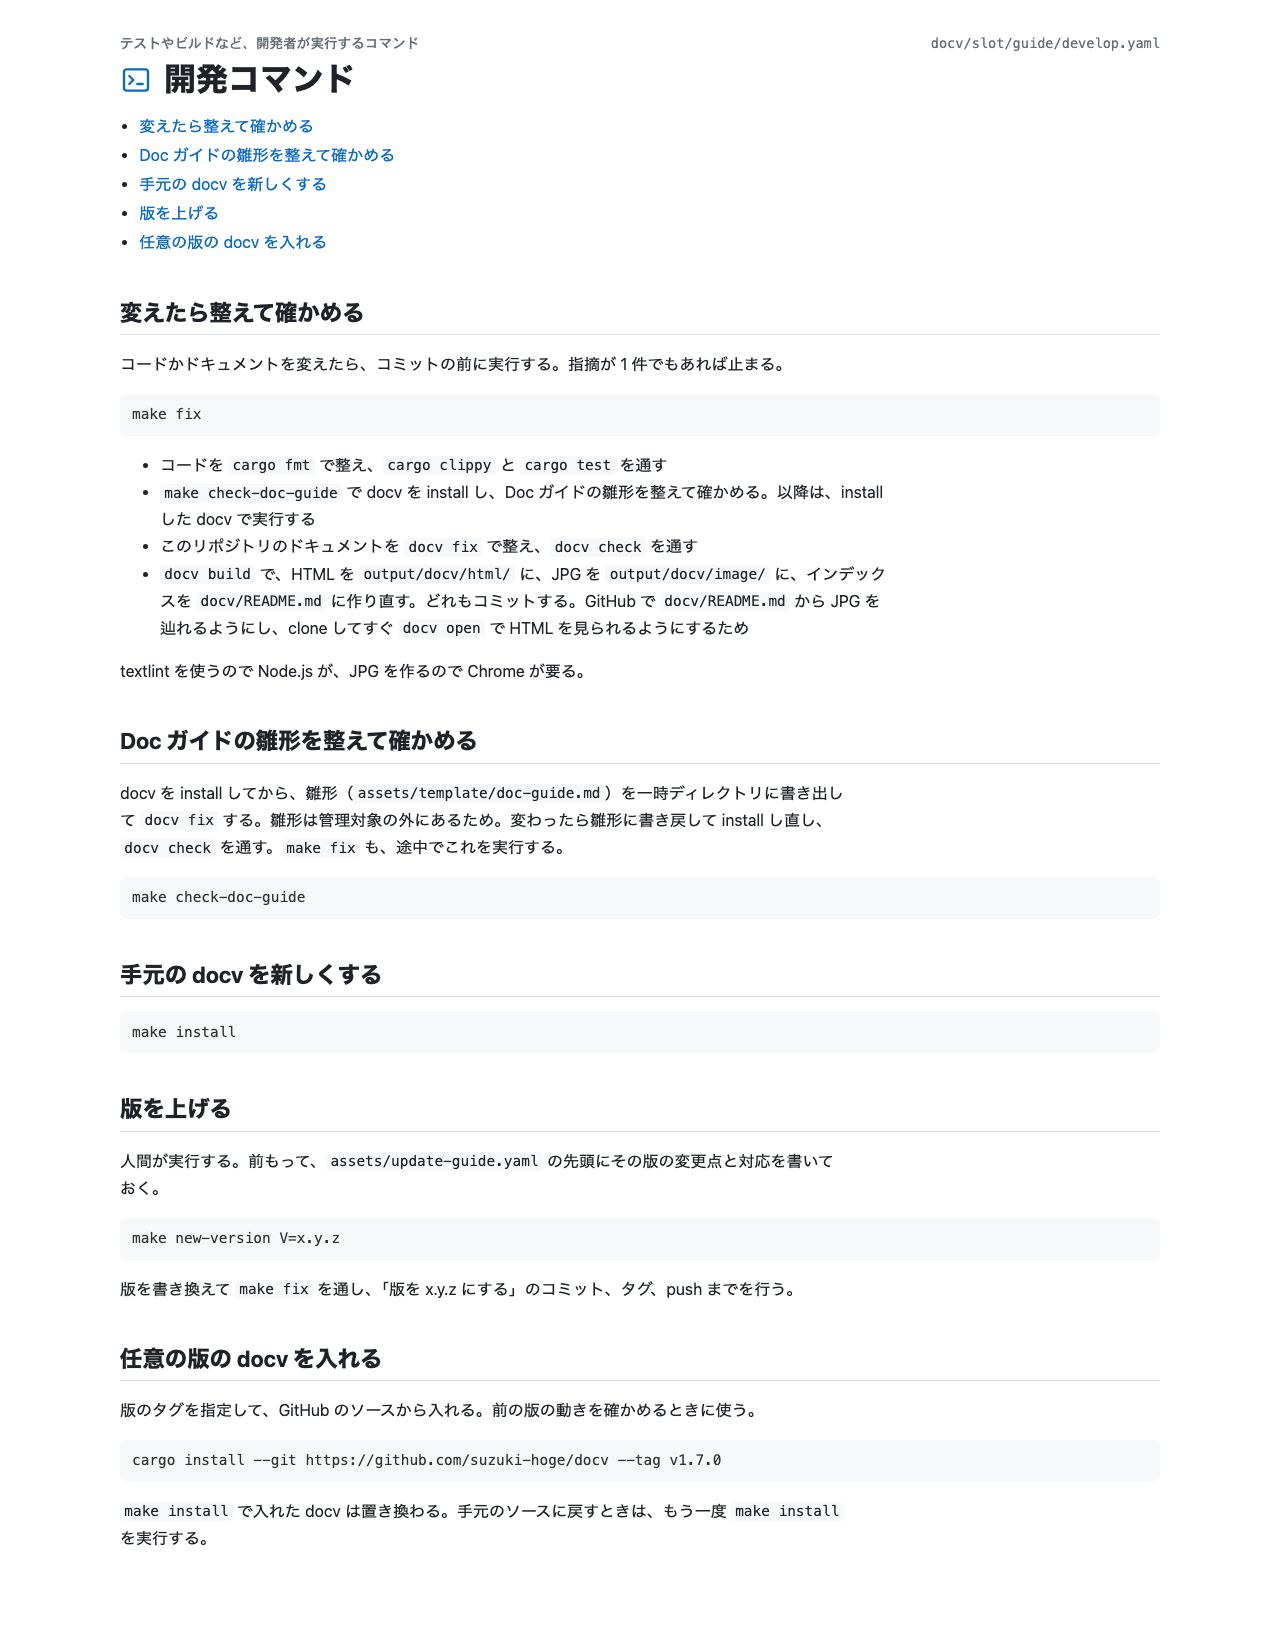 テストやビルドなど、開発者が実行するコマンド
docv/slot/guide/develop.yaml
開発コマンド
• 変えたら整えて確かめる
• Doc ガイドの雛形を整えて確かめる
• 手元の docv を新しくする
• 版を上げる
• 任意の版の docv を入れる
変えたら整えて確かめる
コードかドキュメントを変えたら、コミットの前に実行する。指摘が 1 件でもあれば止まる。
make fix
• コードを cargo fmt で整え、cargo clippy と cargo test を通す
• make check-doc-guide で docv を install し、Doc ガイドの雛形を整えて確かめる。以降は、install
した docv で実行する
• このリポジトリのドキュメントを docv fix で整え、docv check を通す
• docv build で、HTML を output/docv/html/ に、JPG を output/docv/image/ に、インデック
スを docv/README.md に作り直す。どれもコミットする。GitHub で docv/README.md から JPG を
辿れるようにし、clone してすぐ docv open で HTML を見られるようにするため
textlint を使うので Node.js が、JPG を作るので Chrome が要る。
Doc ガイドの雛形を整えて確かめる
docv を install してから、雛形（assets/template/doc-guide.md）を一時ディレクトリに書き出し
て docv fix する。雛形は管理対象の外にあるため。変わったら雛形に書き戻して install し直し、
docv check を通す。make fix も、途中でこれを実行する。
make check-doc-guide
手元の docv を新しくする
make install
版を上げる
人間が実行する。前もって、assets/update-guide.yaml の先頭にその版の変更点と対応を書いて
おく。
make new-version V=x.y.z
版を書き換えて make fix を通し、「版を x.y.z にする」のコミット、タグ、push までを行う。
任意の版の docv を入れる
版のタグを指定して、GitHub のソースから入れる。前の版の動きを確かめるときに使う。
cargo install --git https://github.com/suzuki-hoge/docv --tag v1.7.0
make install で入れた docv は置き換わる。手元のソースに戻すときは、もう一度 make install
を実行する。